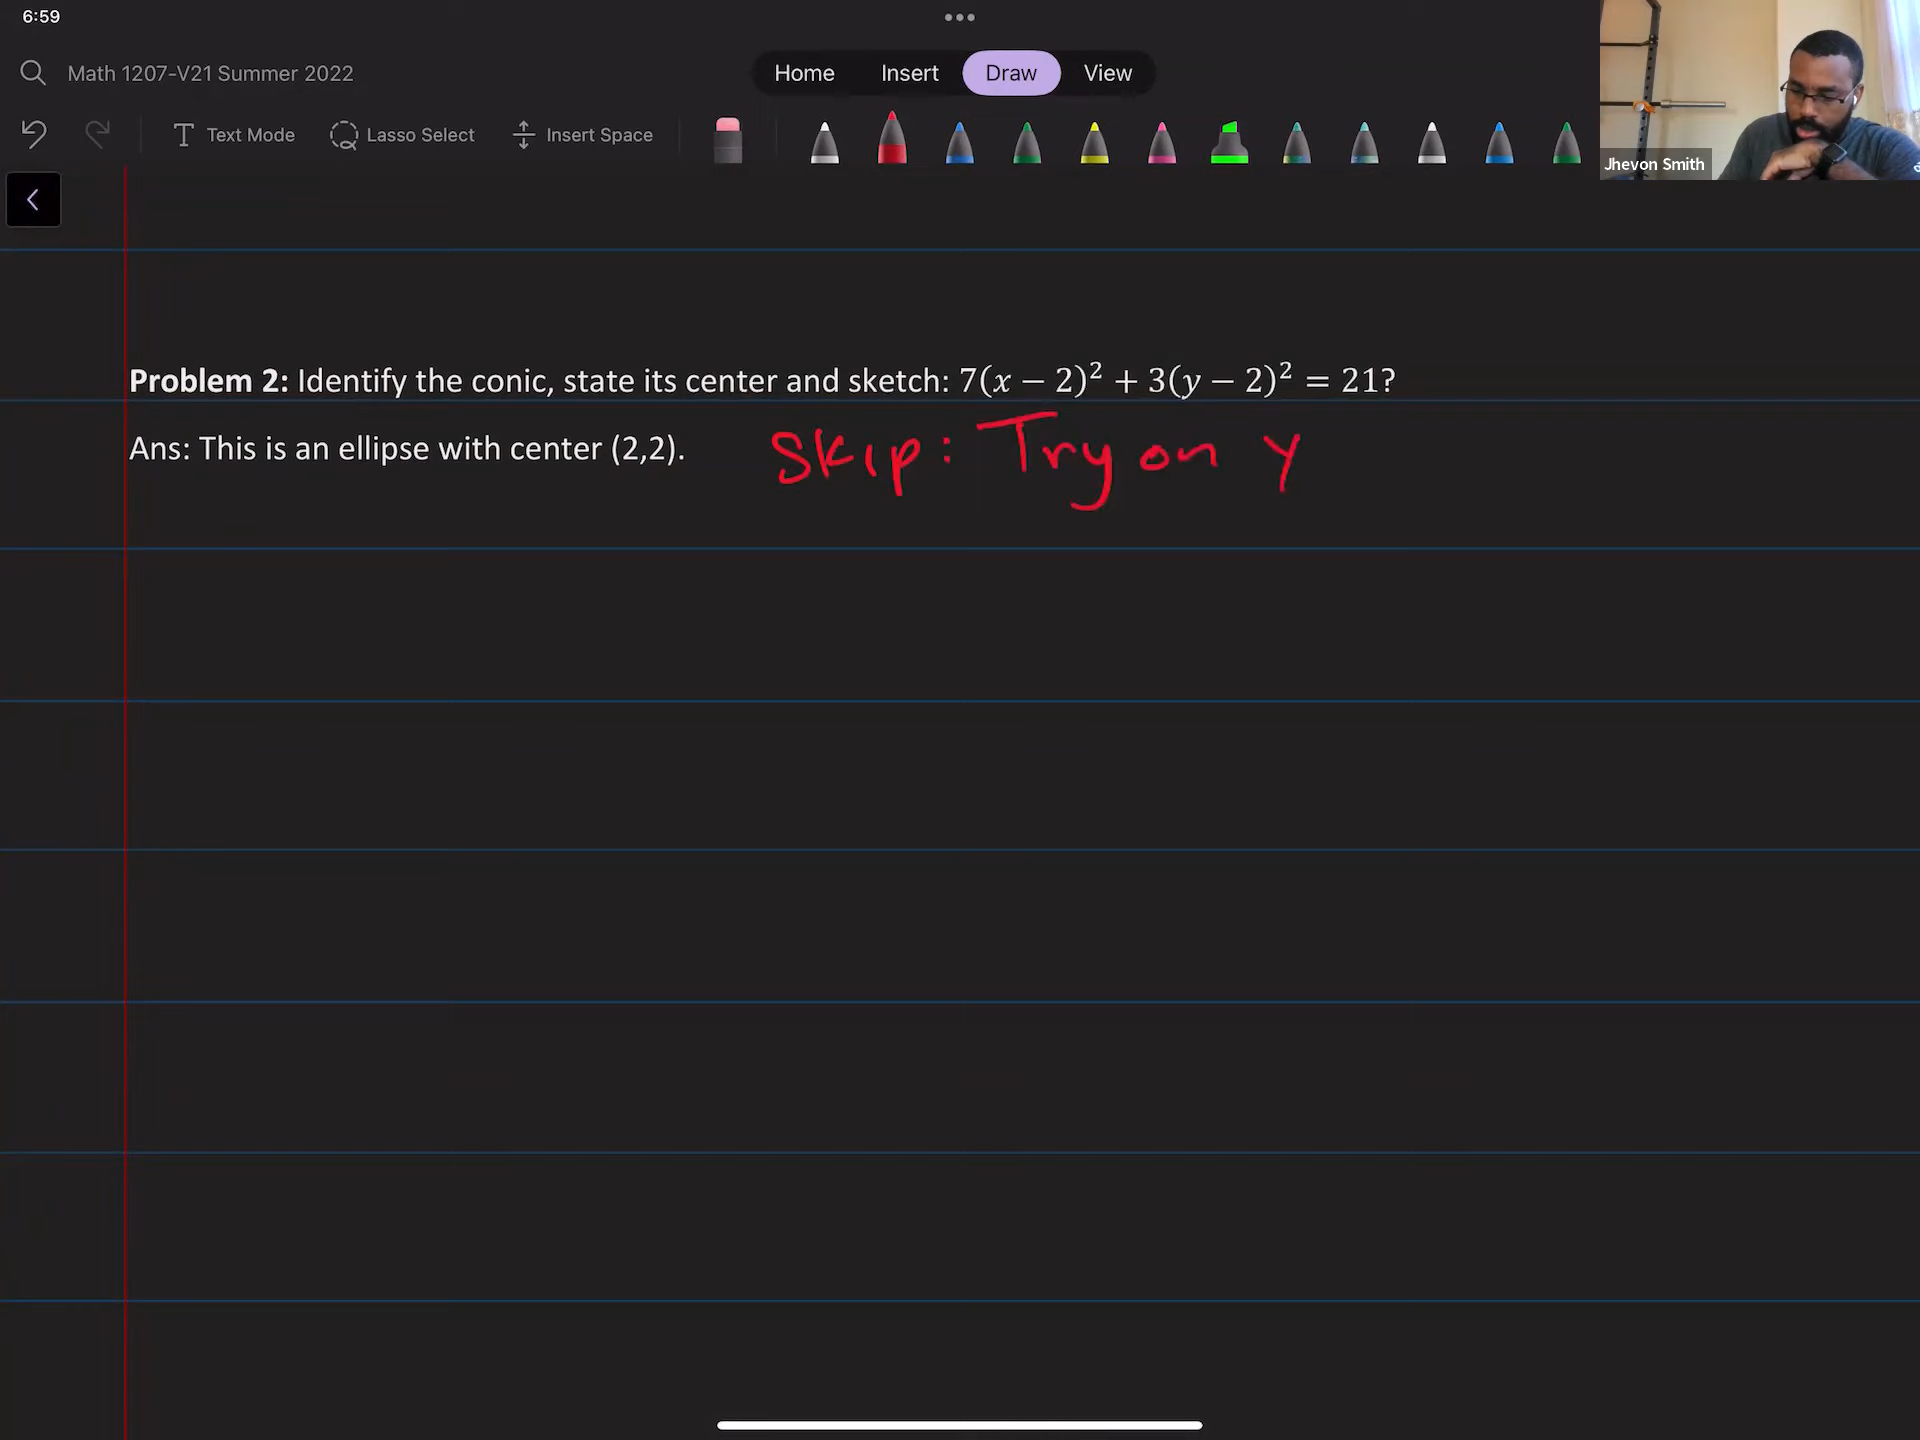 6:59
Math 1207-V21 Summer 2022
Home Insert Draw View
Text Mode Lasso Select Insert Space
Jhevon Smith
Problem 2: Identify the conic, state its center and sketch: 7(x − 2)² + 3(y − 2)² = 21?
Ans: This is an ellipse with center (2,2).
Skip: Try on y